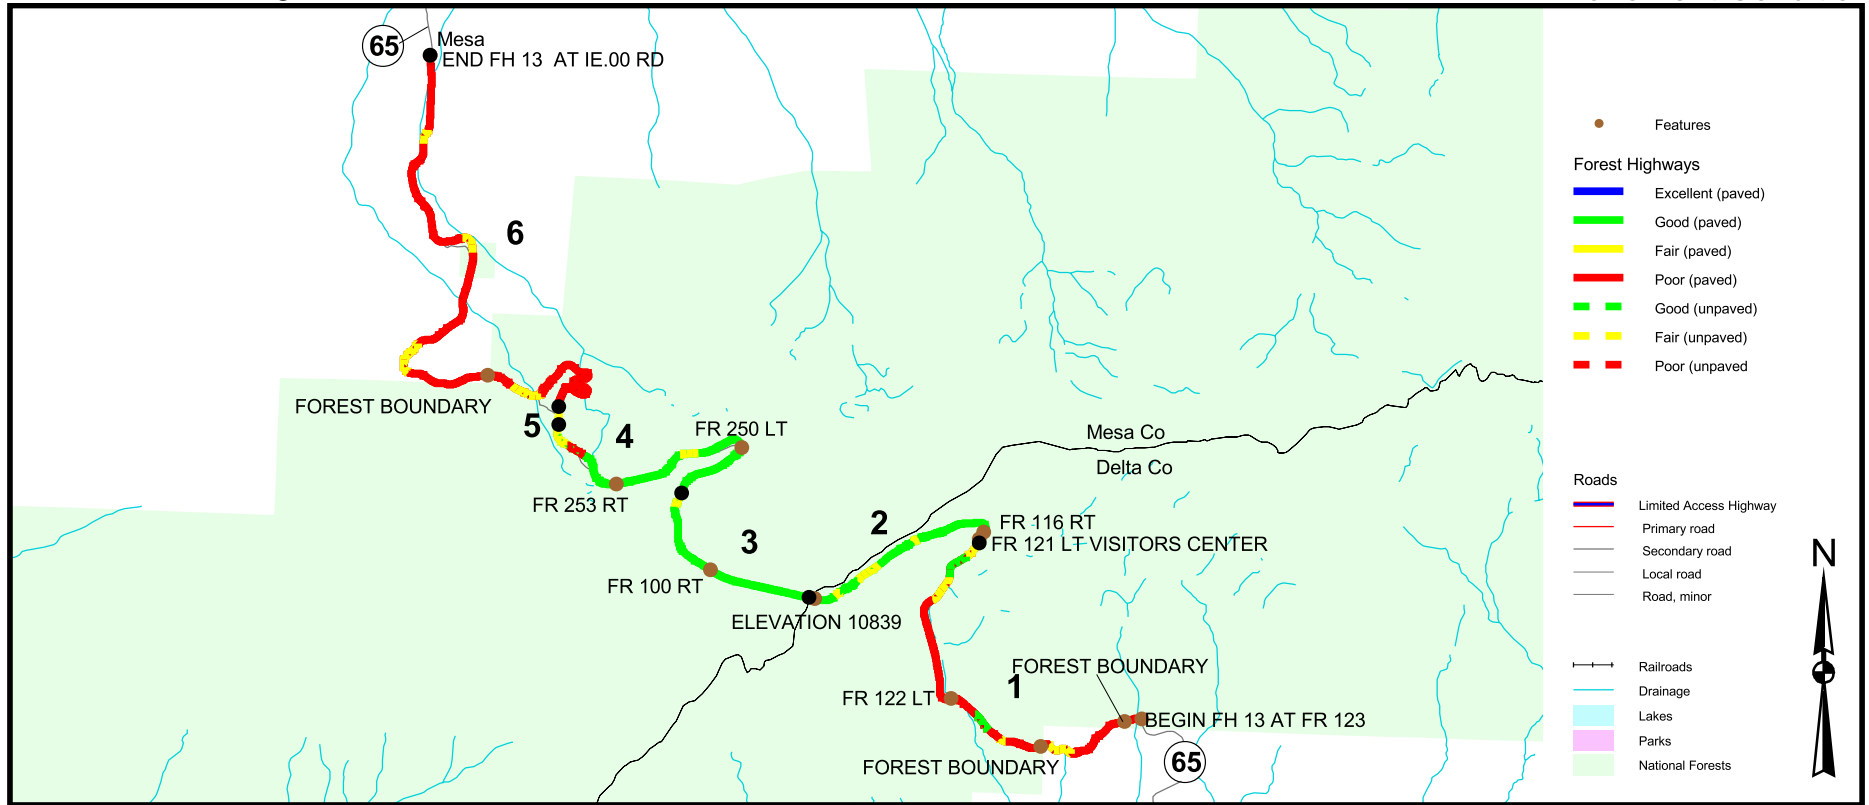 65
Mesa
END FH 13  AT IE.00 RD
6
FOREST BOUNDARY
5
4
FR 250 LT
FR 253 RT
Mesa Co
Delta Co
2
3
FR 116 RT
FR 121 LT VISITORS CENTER
FR 100 RT
ELEVATION 10839
FOREST BOUNDARY
1
FR 122 LT
BEGIN FH 13 AT FR 123
FOREST BOUNDARY
65
Features
Forest Highways
Excellent (paved)
Good (paved)
Fair (paved)
Poor (paved)
Good (unpaved)
Fair (unpaved)
Poor (unpaved
Roads
Limited Access Highway
Primary road
Secondary road
Local road
Road, minor
Railroads
Drainage
Lakes
Parks
National Forests
N